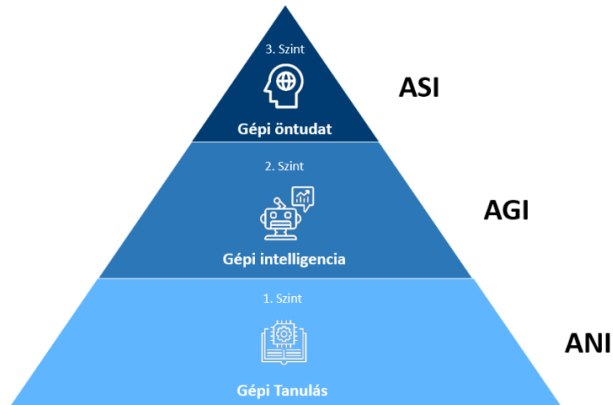 3. Szint
ASI
Gépi öntudat
2. Szint
AGI
Gépi intelligencia
1. Szint
ANI
Gépi Tanulás